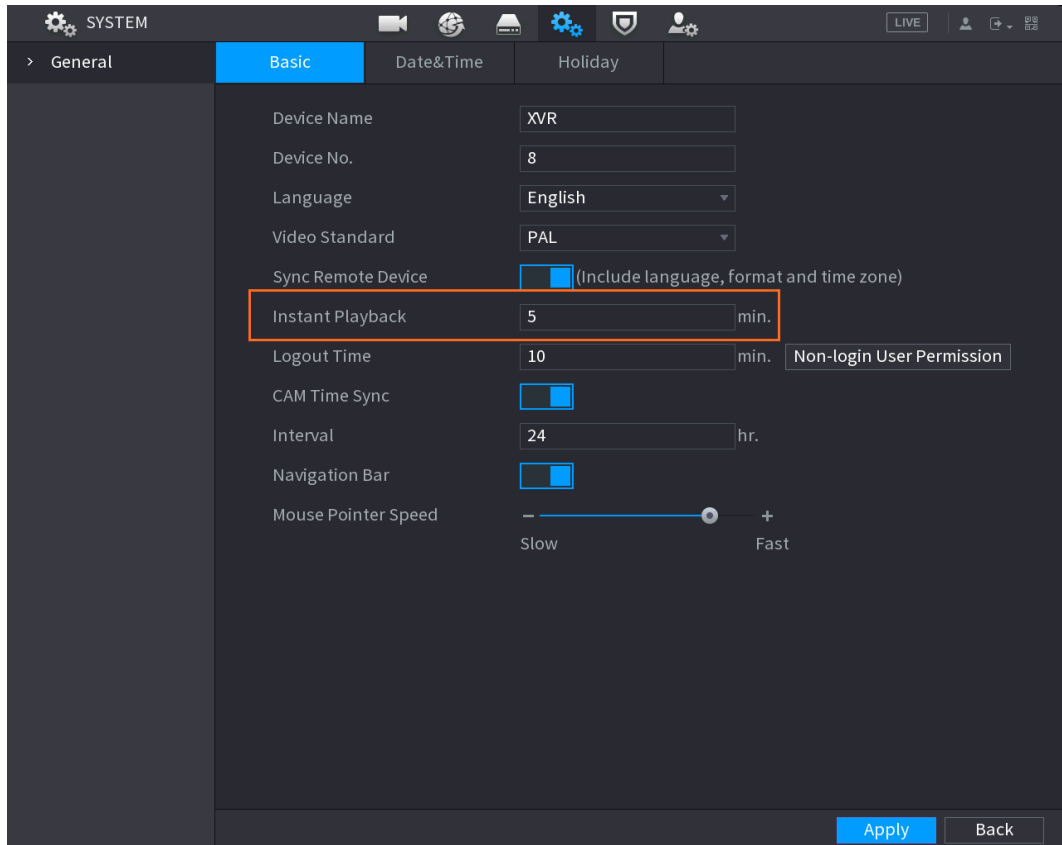 SYSTEM LIVE
> General Basic Date&Time Holiday
Device Name XVR
Device No. 8
Language English
Video Standard PAL
Sync Remote Device (Include language, format and time zone)
Instant Playback 5 min.
Logout Time 10 min. Non-login User Permission
CAM Time Sync
Interval 24 hr.
Navigation Bar
Mouse Pointer Speed − +
Slow Fast
Apply Back